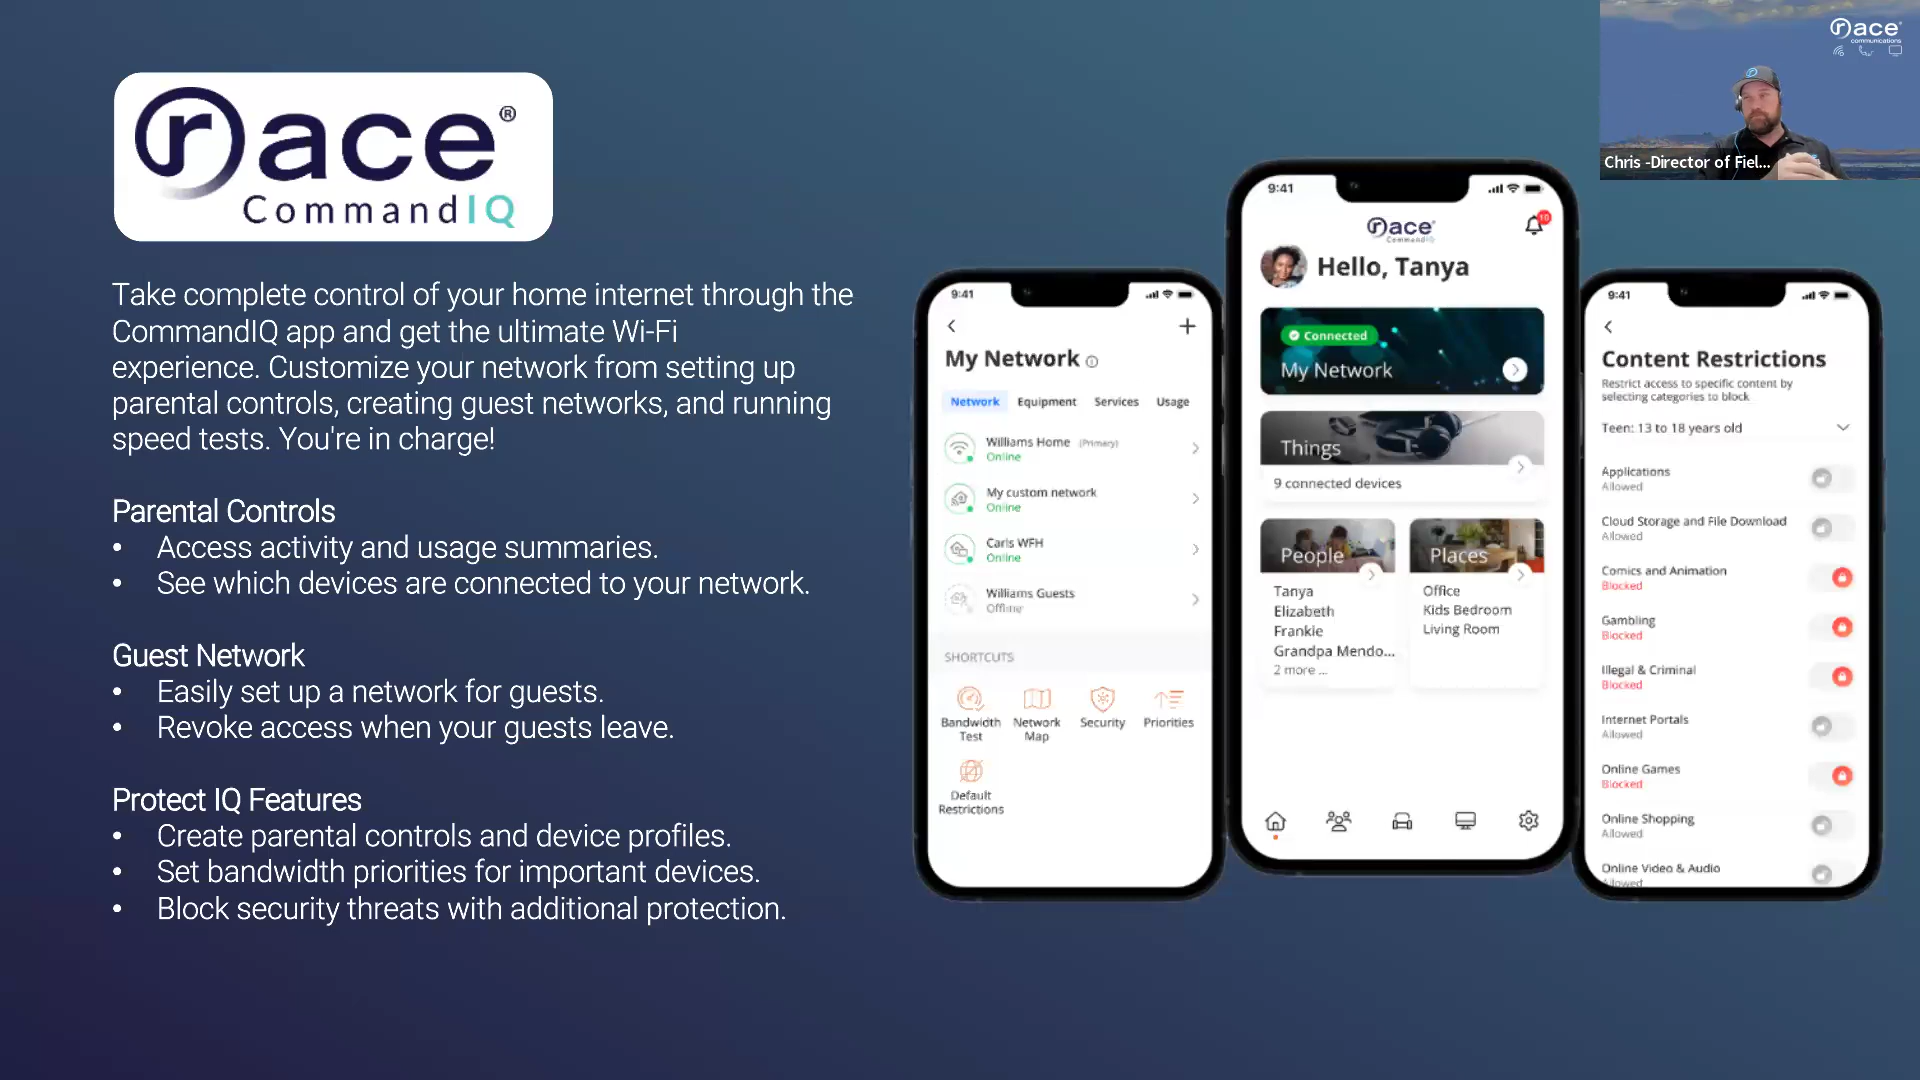 race®
CommandIQ
Take complete control of your home internet through the
CommandIQ app and get the ultimate Wi-Fi
experience. Customize your network from setting up
parental controls, creating guest networks, and running
speed tests. You're in charge!
Parental Controls
• Access activity and usage summaries.
• See which devices are connected to your network.
Guest Network
• Easily set up a network for guests.
• Revoke access when your guests leave.
Protect IQ Features
• Create parental controls and device profiles.
• Set bandwidth priorities for important devices.
• Block security threats with additional protection.
9:41
My Network
Network Equipment Services Usage
Williams Home (Primary)
Online
My custom network
Online
Carls WFH
Online
Williams Guests
Offline
SHORTCUTS
Bandwidth Test
Network Map
Security
Priorities
Default
Restrictions
9:41
race
CommandIQ
10
Hello, Tanya
Connected
My Network
Things
9 connected devices
People
Tanya
Elizabeth
Frankie
Grandpa Mendo...
2 more ...
Places
Office
Kids Bedroom
Living Room
9:41
Content Restrictions
Restrict access to specific content by
selecting categories to block
Teen: 13 to 18 years old
Applications
Allowed
Cloud Storage and File Download
Allowed
Comics and Animation
Blocked
Gambling
Blocked
Illegal & Criminal
Blocked
Internet Portals
Allowed
Online Games
Blocked
Online Shopping
Allowed
Online Video & Audio
Allowed
race
communications
Chris -Director of Fiel...